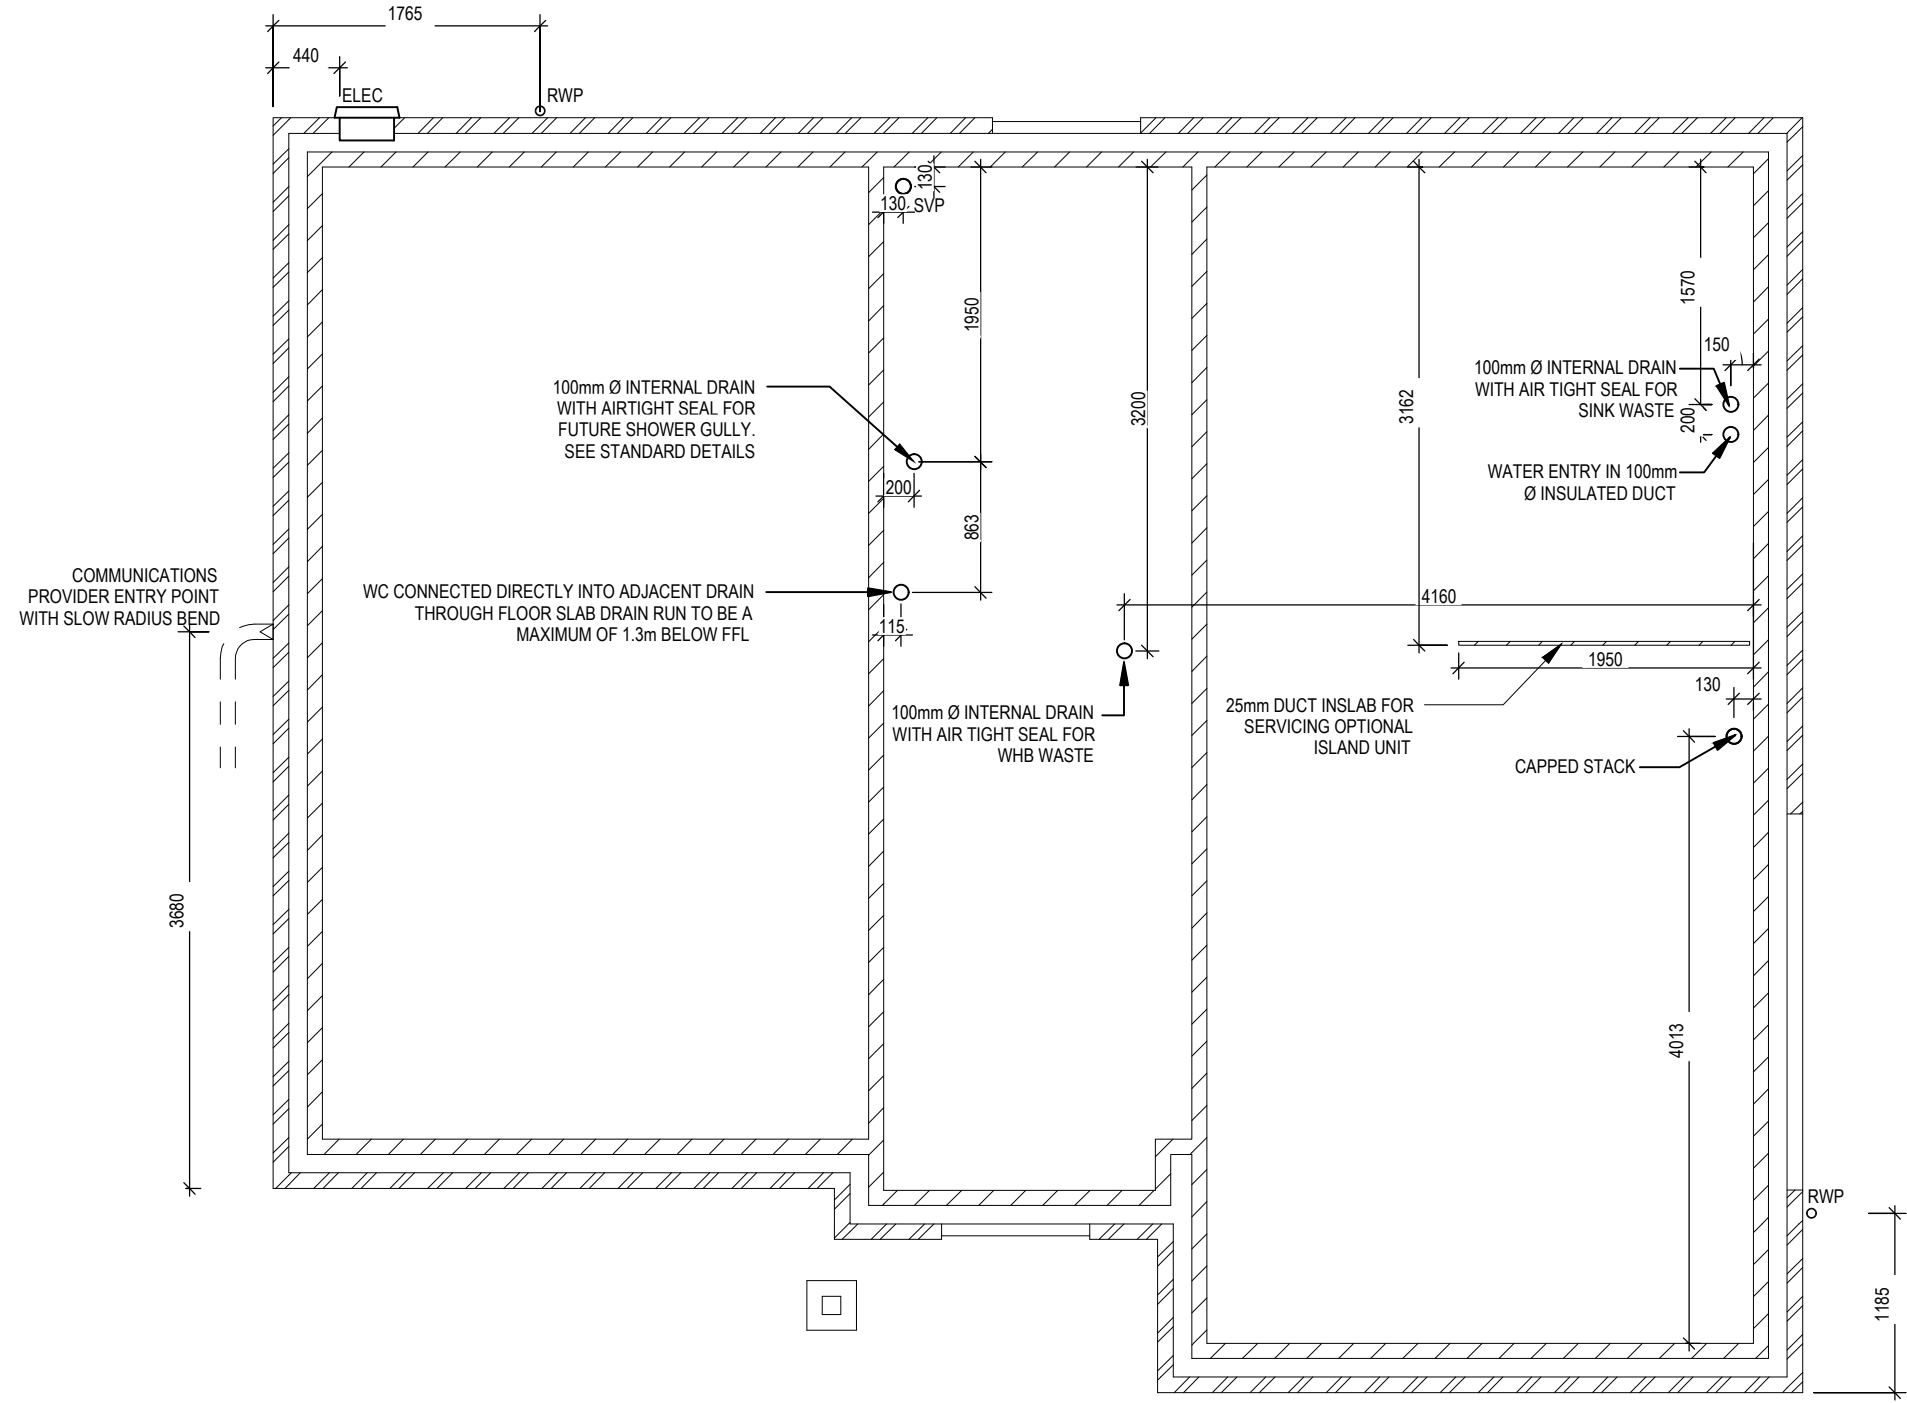 1765
440
ELEC
RWP
130
130
SVP
1950
3200
3162
1570
150
100mm Ø INTERNAL DRAIN
WITH AIRTIGHT SEAL FOR
FUTURE SHOWER GULLY.
SEE STANDARD DETAILS
100mm Ø INTERNAL DRAIN
WITH AIR TIGHT SEAL FOR
SINK WASTE
200
WATER ENTRY IN 100mm
Ø INSULATED DUCT
200
863
COMMUNICATIONS
PROVIDER ENTRY POINT
WITH SLOW RADIUS BEND
WC CONNECTED DIRECTLY INTO ADJACENT DRAIN
THROUGH FLOOR SLAB DRAIN RUN TO BE A
MAXIMUM OF 1.3m BELOW FFL
115
4160
1950
130
100mm Ø INTERNAL DRAIN
WITH AIR TIGHT SEAL FOR
WHB WASTE
25mm DUCT INSLAB FOR
SERVICING OPTIONAL
ISLAND UNIT
CAPPED STACK
3680
4013
RWP
1185